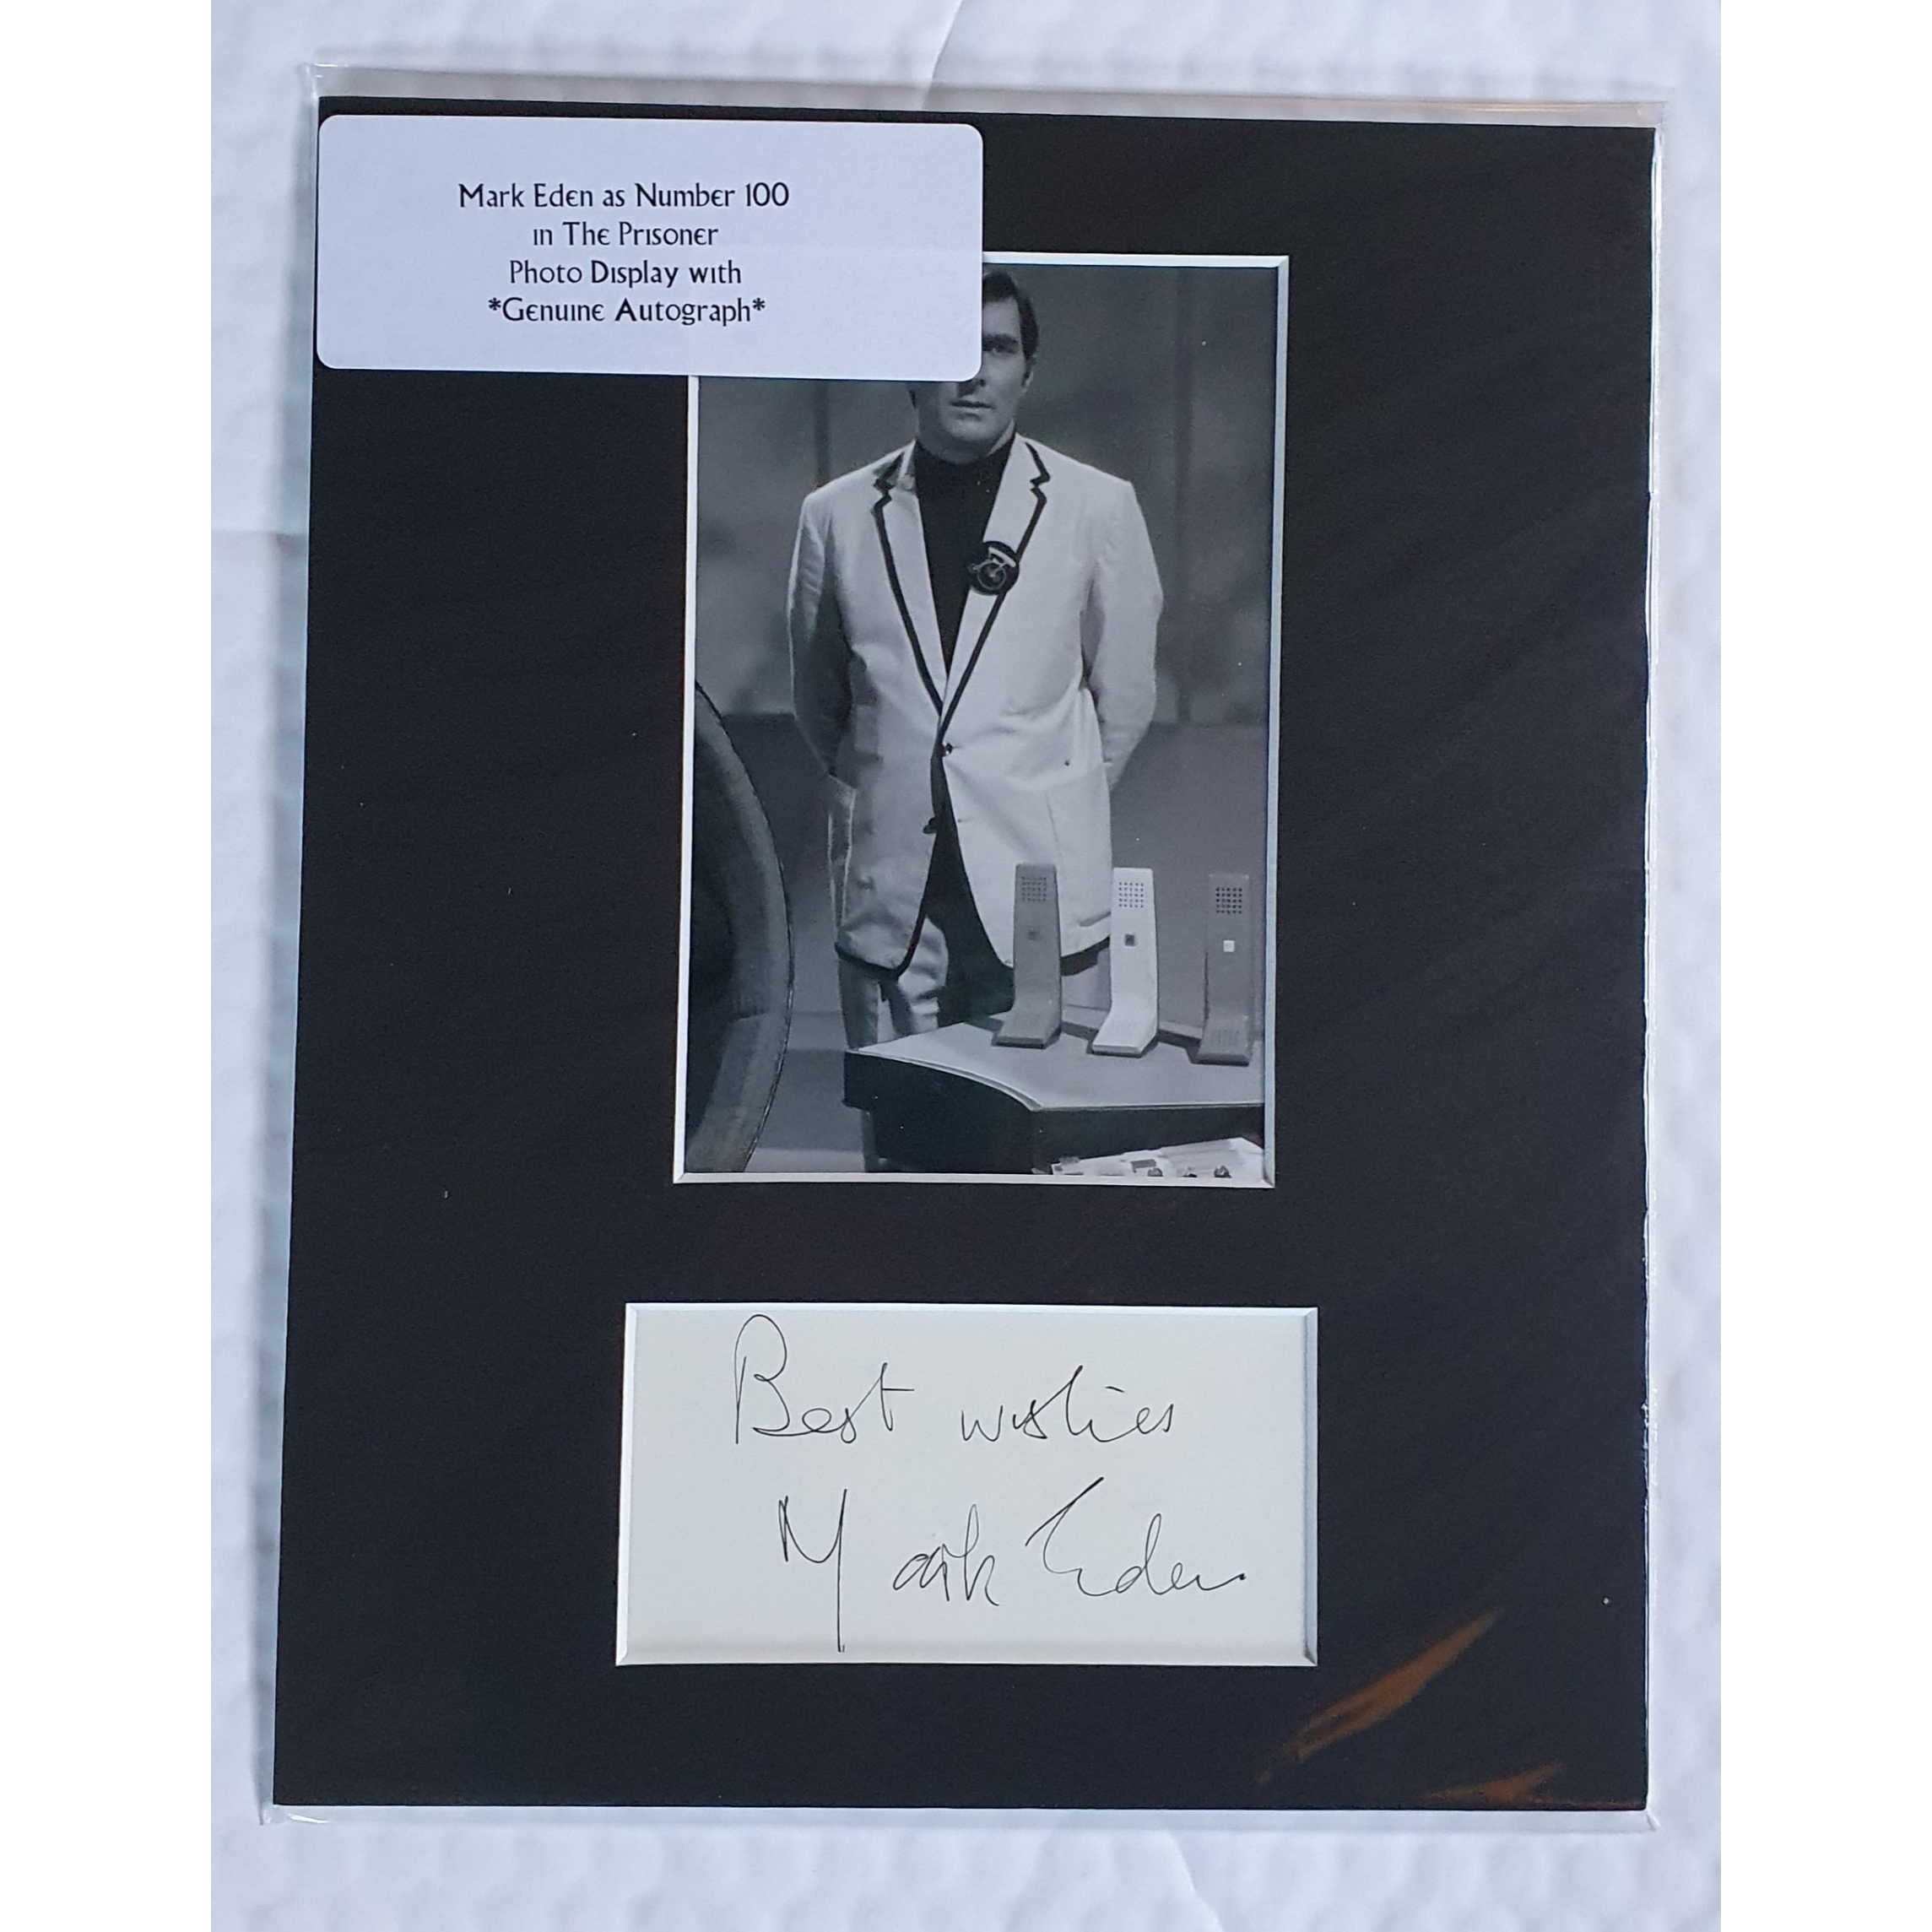 Mark Eden as Number 100
in The Prisoner
Photo Display with
*Genuine Autograph*
Best wishes
Mark Eden